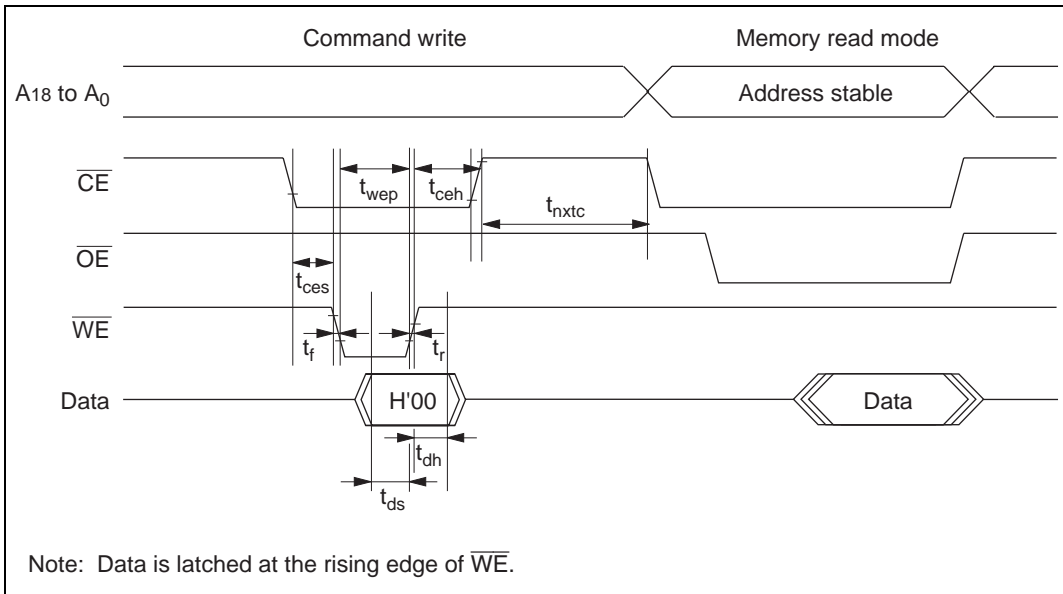 Command write
Memory read mode
A18 to A0
Address stable
CE
twep
tceh
tnxtc
OE
tces
WE
tf
tr
Data
H'00
Data
tdh
tds
Note: Data is latched at the rising edge of WE.